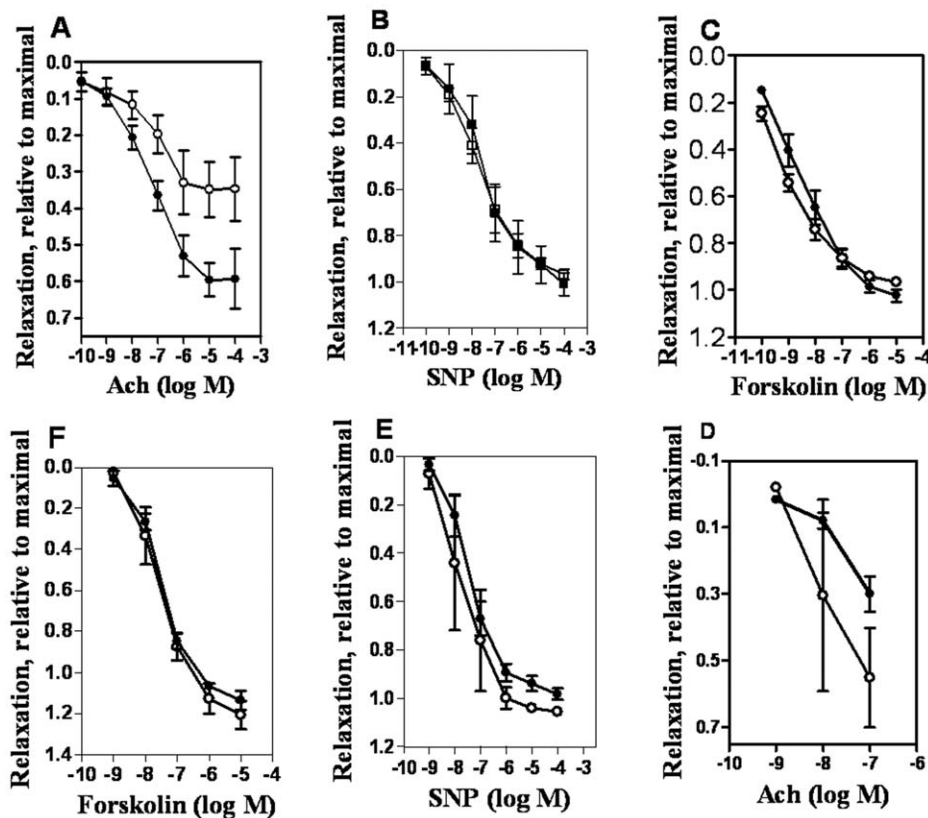 A
Relaxation, relative to maximal
0.0
0.1
0.2
0.3
0.4
0.5
0.6
0.7
-10 -9 -8 -7 -6 -5 -4 -3
Ach (log M)
B
Relaxation, relative to maximal
0.0
0.2
0.4
0.6
0.8
1.0
1.2
-11-10 -9 -8 -7 -6 -5 -4 -3
SNP (log M)
C
Relaxation, relative to maximal
0.0
0.2
0.4
0.6
0.8
1.0
1.2
-11-10 -9 -8 -7 -6 -5 -4
Forskolin (log M)
F
Relaxation, relative to maximal
0.0
0.2
0.4
0.6
0.8
1.0
1.2
1.4
-10 -9 -8 -7 -6 -5 -4
Forskolin (log M)
E
Relaxation, relative to maximal
0.0
0.2
0.4
0.6
0.8
1.0
1.2
-10 -9 -8 -7 -6 -5 -4 -3
SNP (log M)
D
Relaxation, relative to maximal
-0.1
0.1
0.3
0.5
0.7
-10 -9 -8 -7 -6
Ach (log M)